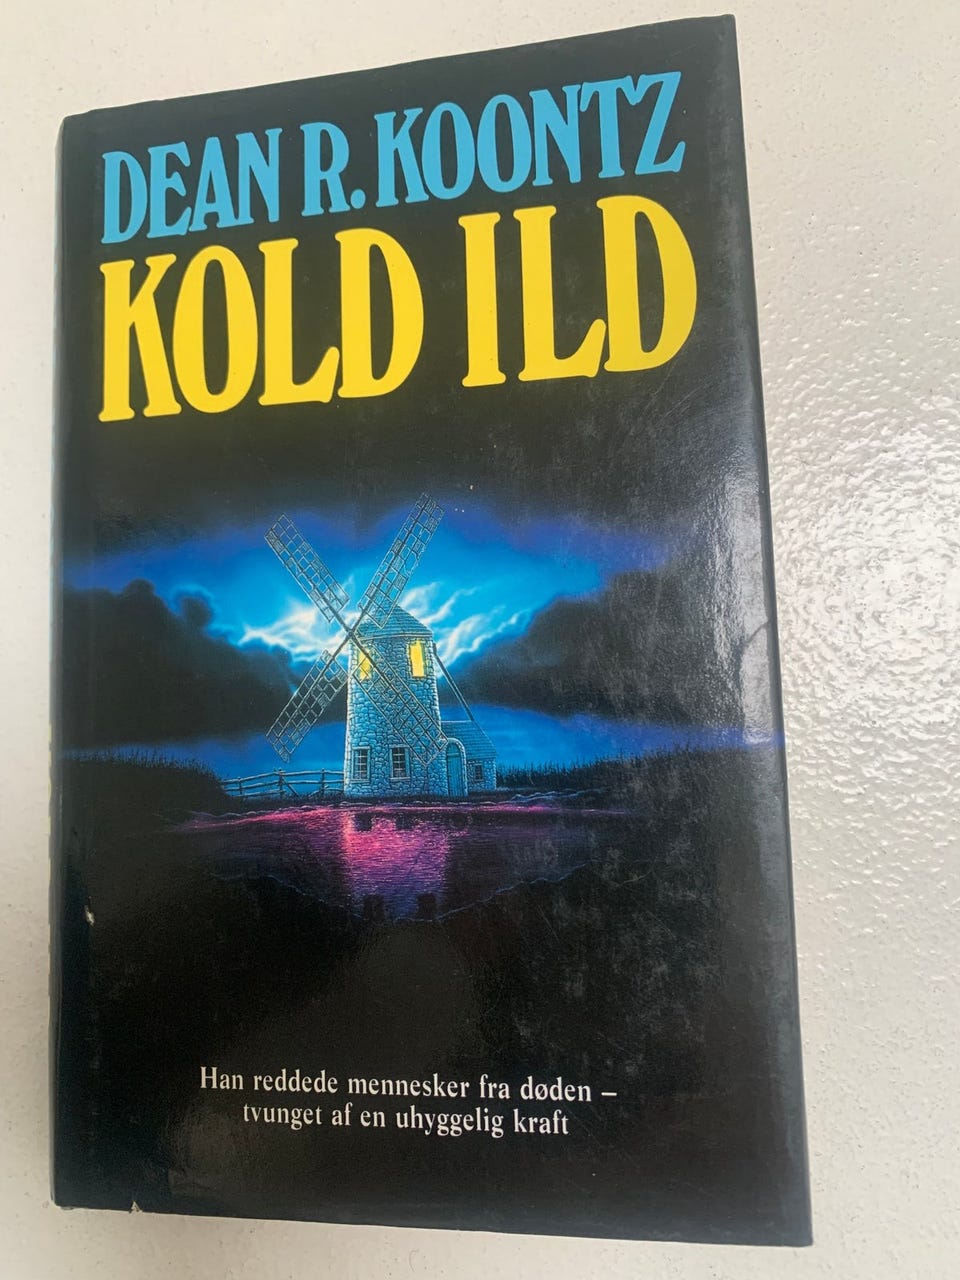 DEAN R. KOONTZ
KOLD ILD
Han reddede mennesker fra døden –
tvunget af en uhyggelig kraft